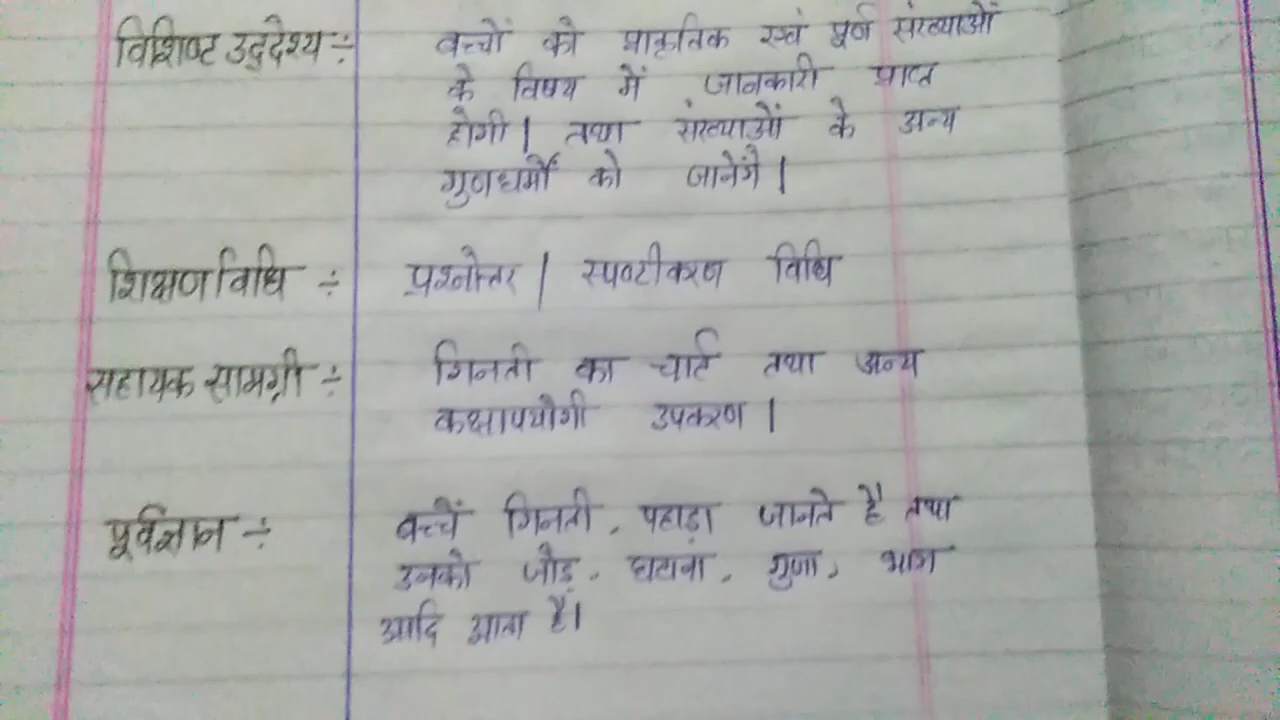 विशिष्ट उद्देश्य ÷ बच्चों को प्राकृतिक एवं पूर्ण संख्याओं
के विषय में जानकारी प्राप्त
होगी। तथा संख्याओं के अन्य
गुणधर्मों को जानेगें।
शिक्षण विधि ÷ प्रश्नोत्तर / स्पष्टीकरण विधि
सहायक सामग्री ÷ गिनती का चार्ट तथा अन्य
कक्षापयोगी उपकरण।
पूर्वज्ञान ÷ बच्चें गिनती, पहाड़ा जानते है तथा
उनको जोड़, घटाना, गुणा, भाग
आदि आता हैं।